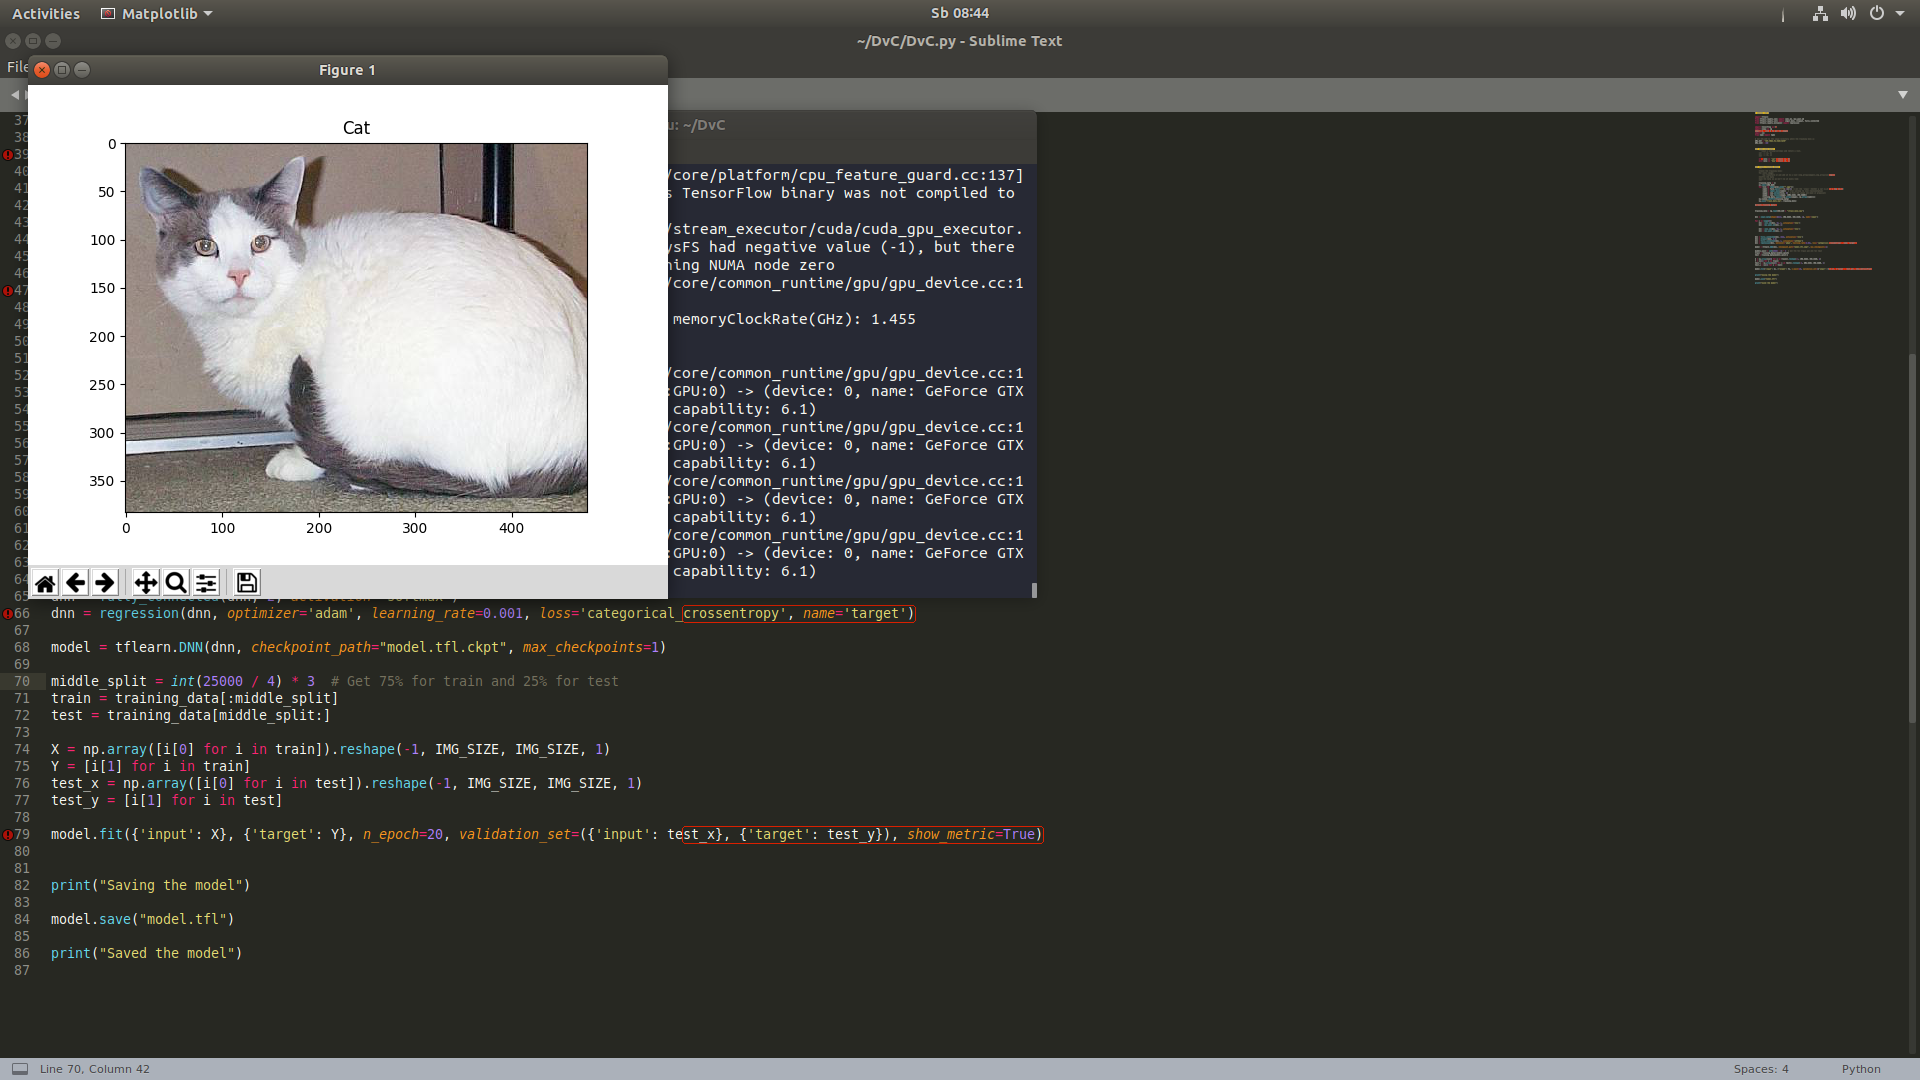 Activities
Matplotlib
Sb 08:44
~/DvC/DvC.py - Sublime Text
File
Figure 1
Cat
0
50
100
150
200
250
300
350
0 100 200 300 400
u: ~/DvC
/core/platform/cpu_feature_guard.cc:137]
s TensorFlow binary was not compiled to
/stream_executor/cuda/cuda_gpu_executor.
ysFS had negative value (-1), but there
ning NUMA node zero
/core/common_runtime/gpu/gpu_device.cc:1
memoryClockRate(GHz): 1.455
/core/common_runtime/gpu/gpu_device.cc:1
:GPU:0) -> (device: 0, name: GeForce GTX
capability: 6.1)
/core/common_runtime/gpu/gpu_device.cc:1
:GPU:0) -> (device: 0, name: GeForce GTX
capability: 6.1)
/core/common_runtime/gpu/gpu_device.cc:1
:GPU:0) -> (device: 0, name: GeForce GTX
capability: 6.1)
/core/common_runtime/gpu/gpu_device.cc:1
:GPU:0) -> (device: 0, name: GeForce GTX
capability: 6.1)
37
38
39
40
41
42
43
44
45
46
47
48
49
50
51
52
53
54
55
56
57
58
59
60
61
62
63
64
65
66 dnn = regression(dnn, optimizer='adam', learning_rate=0.001, loss='categorical_crossentropy', name='target')
67
68 model = tflearn.DNN(dnn, checkpoint_path="model.tfl.ckpt", max_checkpoints=1)
69
70 middle_split = int(25000 / 4) * 3  # Get 75% for train and 25% for test
71 train = training_data[:middle_split]
72 test = training_data[middle_split:]
73
74 X = np.array([i[0] for i in train]).reshape(-1, IMG_SIZE, IMG_SIZE, 1)
75 Y = [i[1] for i in train]
76 test_x = np.array([i[0] for i in test]).reshape(-1, IMG_SIZE, IMG_SIZE, 1)
77 test_y = [i[1] for i in test]
78
79 model.fit({'input': X}, {'target': Y}, n_epoch=20, validation_set=({'input': test_x}, {'target': test_y}), show_metric=True)
80
81
82 print("Saving the model")
83
84 model.save("model.tfl")
85
86 print("Saved the model")
87
Line 70, Column 42
Spaces: 4
Python